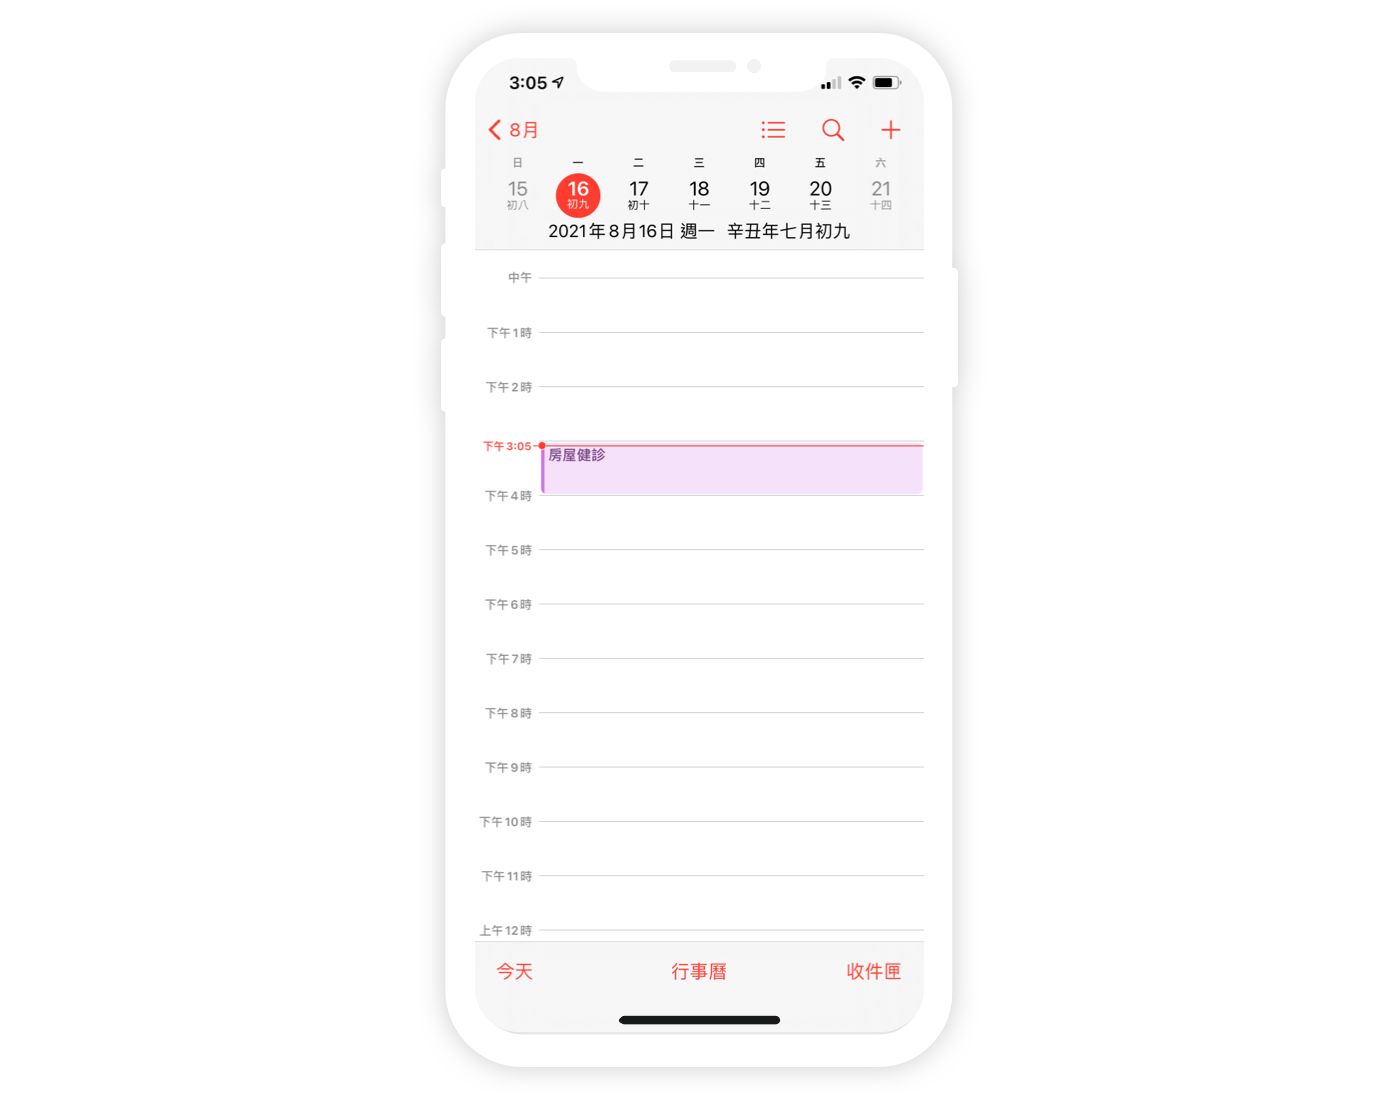 3:05
8月
日 一 二 三 四 五 六
15 16 17 18 19 20 21
初八 初九 初十 十一 十二 十三 十四
2021年8月16日 週一 辛丑年七月初九
中午
下午1時
下午2時
下午3:05
房屋健診
下午4時
下午5時
下午6時
下午7時
下午8時
下午9時
下午10時
下午11時
上午12時
今天 行事曆 收件匣